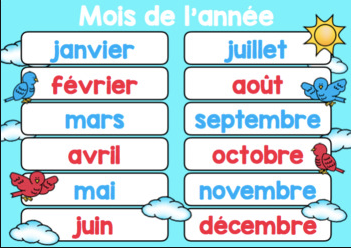 Mois de l'année
janvier
février
mars
avril
mai
juin
juillet
août
septembre
octobre
novembre
décembre